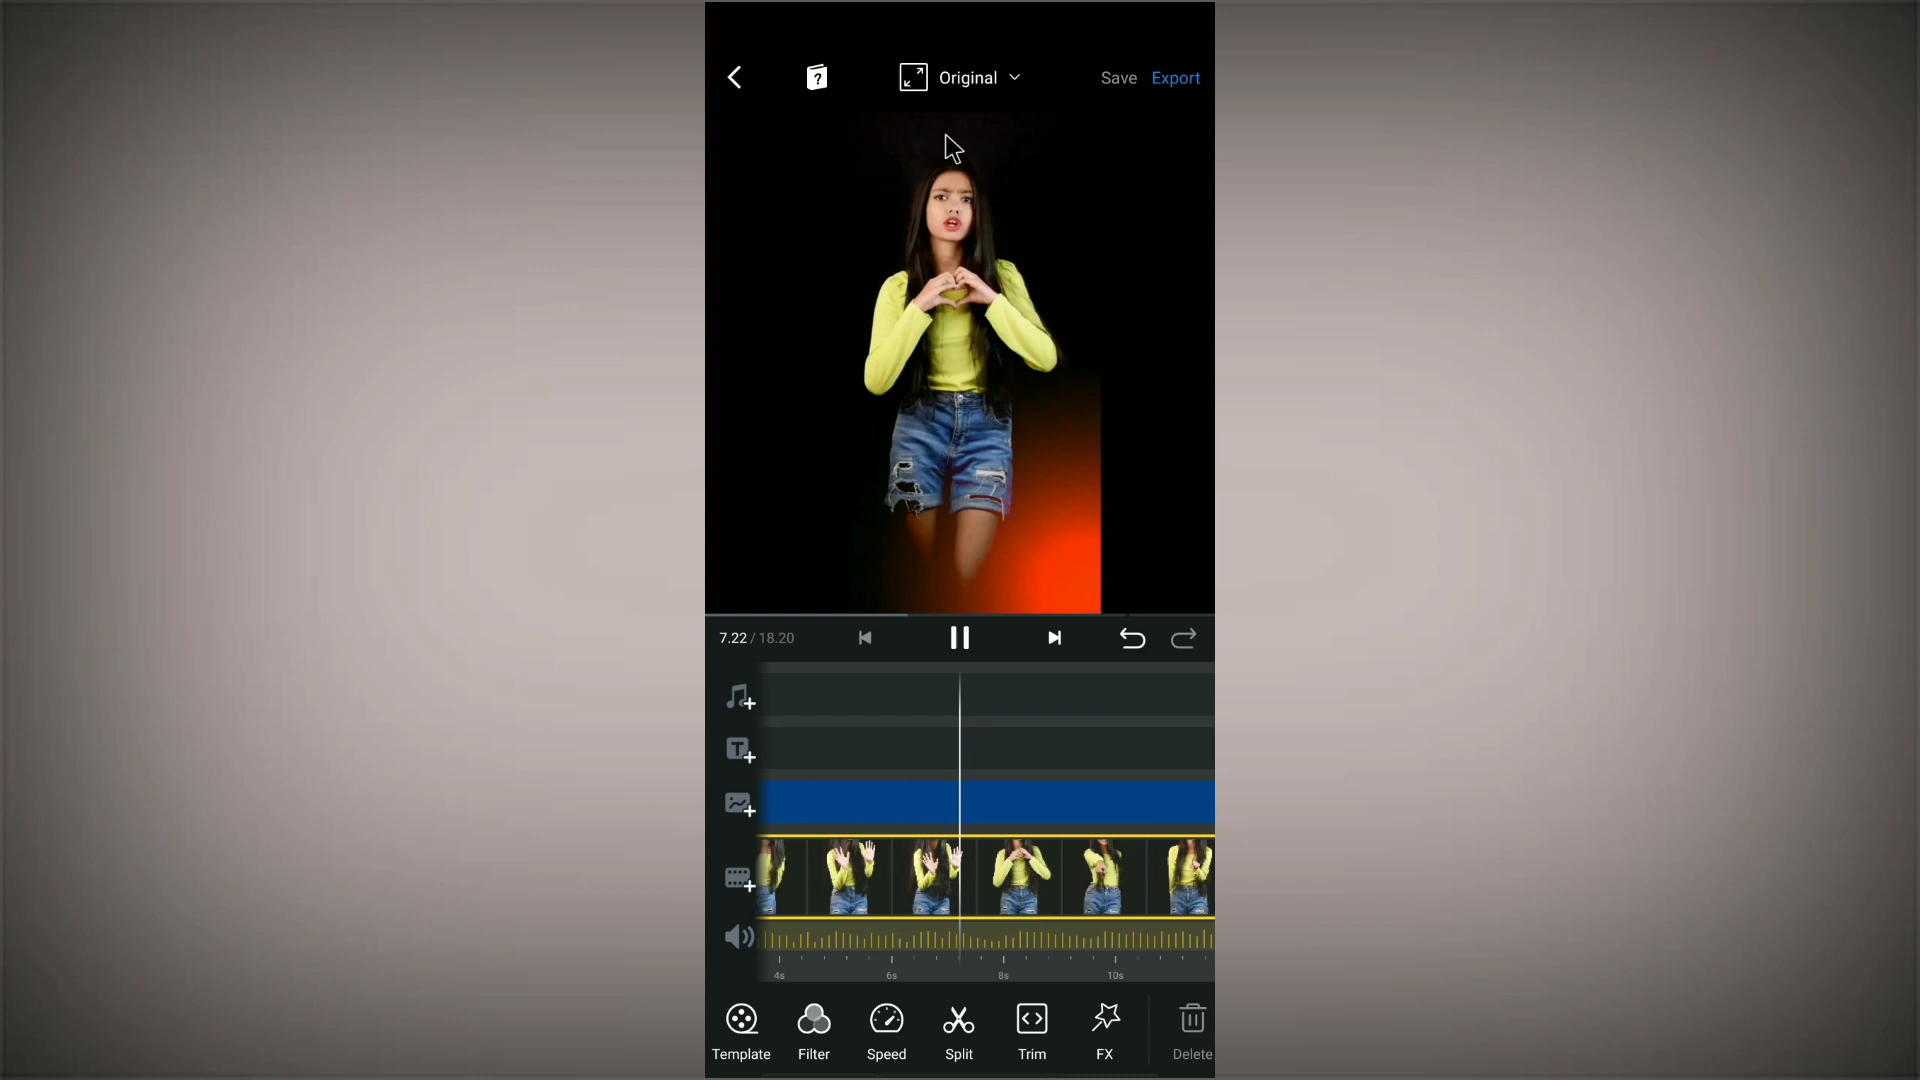 ?
Original
Save
Export
7.22 / 18.20
T
4s
6s
8s
10s
Template
Filter
Speed
Split
Trim
FX
Delete